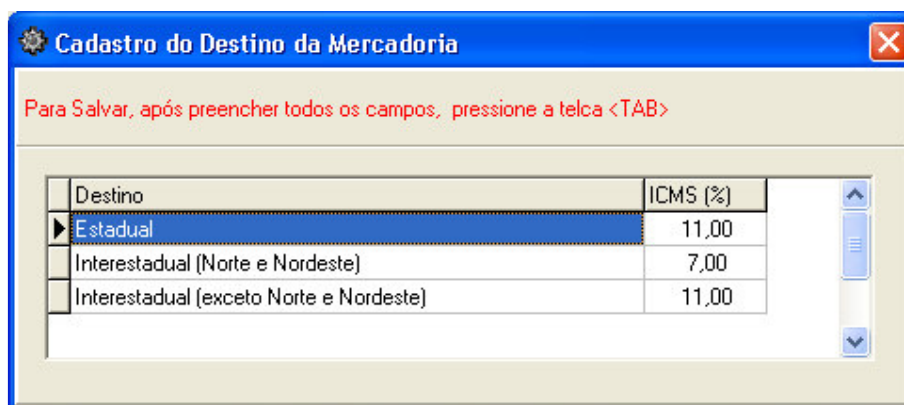 Cadastro do Destino da Mercadoria
Para Salvar, após preencher todos os campos, pressione a telca <TAB>
Destino ICMS (%)
Estadual 11,00
Interestadual (Norte e Nordeste) 7,00
Interestadual (exceto Norte e Nordeste) 11,00